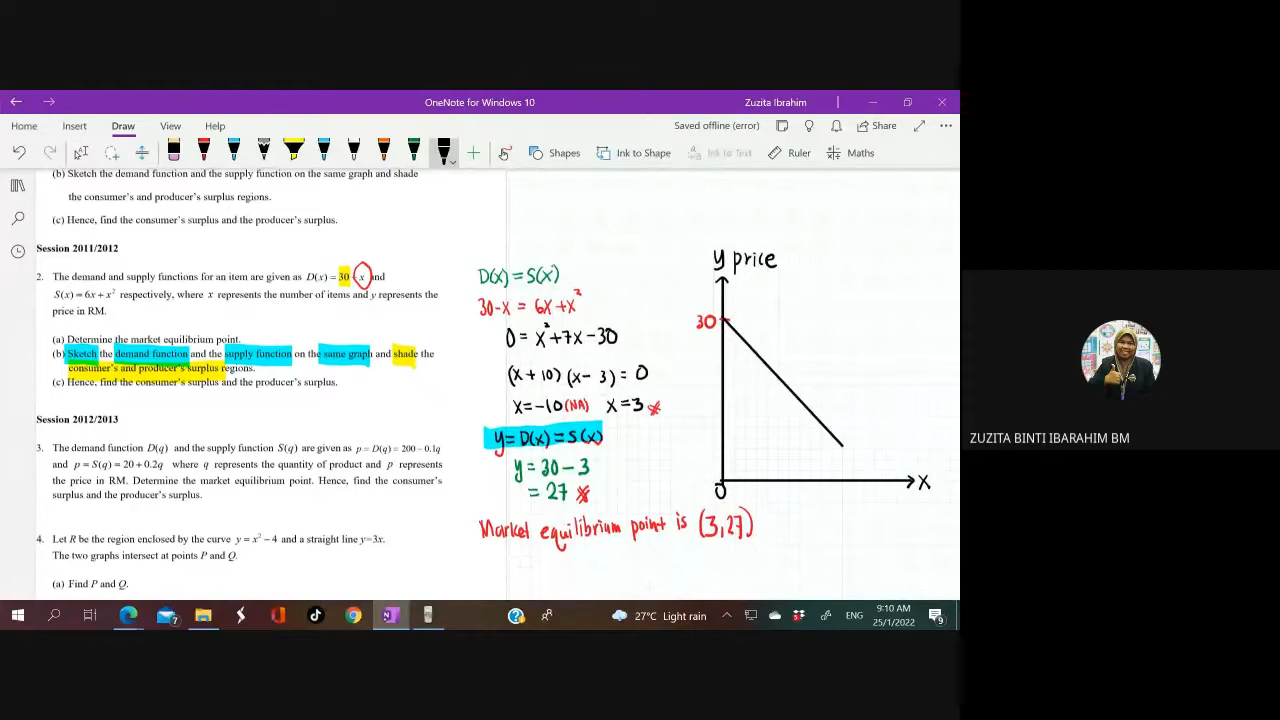 OneNote for Windows 10
Zuzita Ibrahim
Home Insert Draw View Help
Saved offline (error)
Share
Shapes
Ink to Shape
Ink to Text
Ruler
Maths
(b) Sketch the demand function and the supply function on the same graph and shade
the consumer's and producer's surplus regions.
(c) Hence, find the consumer's surplus and the producer's surplus.
Session 2011/2012
2. The demand and supply functions for an item are given as D(x) = 30 - x and
S(x) = 6x + x² respectively, where x represents the number of items and y represents the
price in RM.
(a) Determine the market equilibrium point.
(b) Sketch the demand function and the supply function on the same graph and shade the
consumer's and producer's surplus regions.
(c) Hence, find the consumer's surplus and the producer's surplus.
Session 2012/2013
3. The demand function D(q) and the supply function S(q) are given as p = D(q) = 200 - 0.1q
and p = S(q) = 20 + 0.2q where q represents the quantity of product and p represents
the price in RM. Determine the market equilibrium point. Hence, find the consumer's
surplus and the producer's surplus.
4. Let R be the region enclosed by the curve y = x² - 4 and a straight line y=3x.
The two graphs intersect at points P and Q.
(a) Find P and Q.
D(x) = S(x)
30-x = 6x + x²
0 = x² + 7x - 30
(x + 10) (x - 3) = 0
x = -10 (NA) x = 3
y = D(x) = S(x)
y = 30 - 3
= 27
Market equilibrium point is (3,27)
y price
30
0
x
ZUZITA BINTI IBARAHIM BM
7
27°C Light rain
ENG
9:10 AM
25/1/2022
9